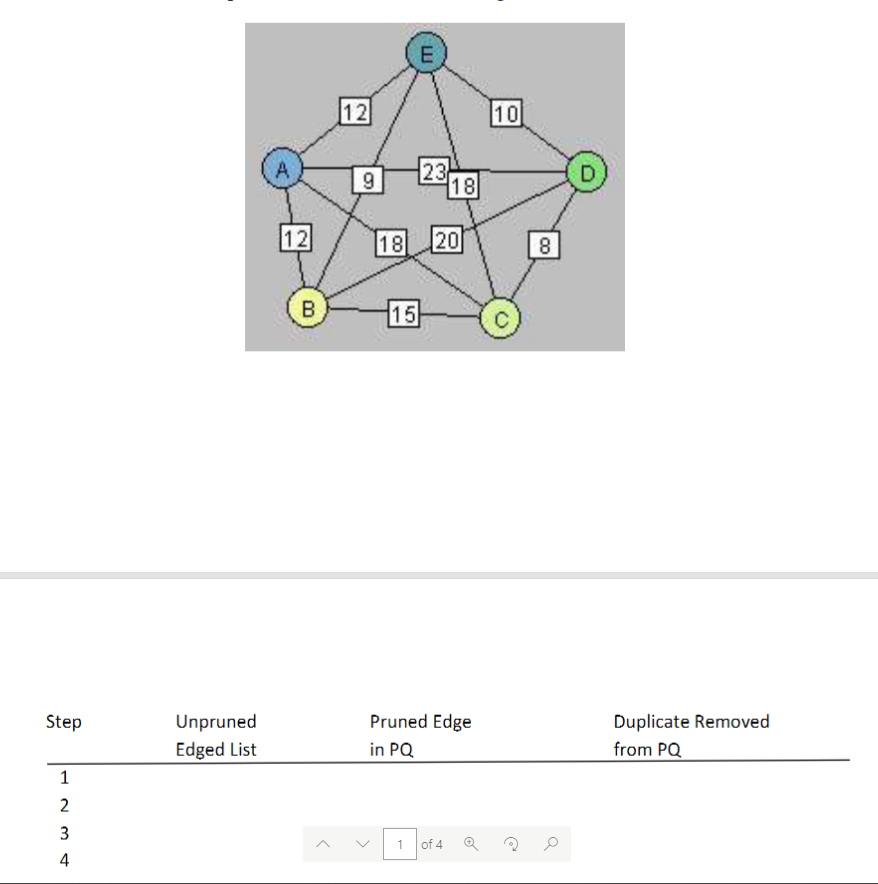 E
12
10
A
23
D
9
18
12
18
20
8
B
15
C
Step Unpruned Pruned Edge Duplicate Removed
Edged List in PQ from PQ
1
2
3
1 of 4
4